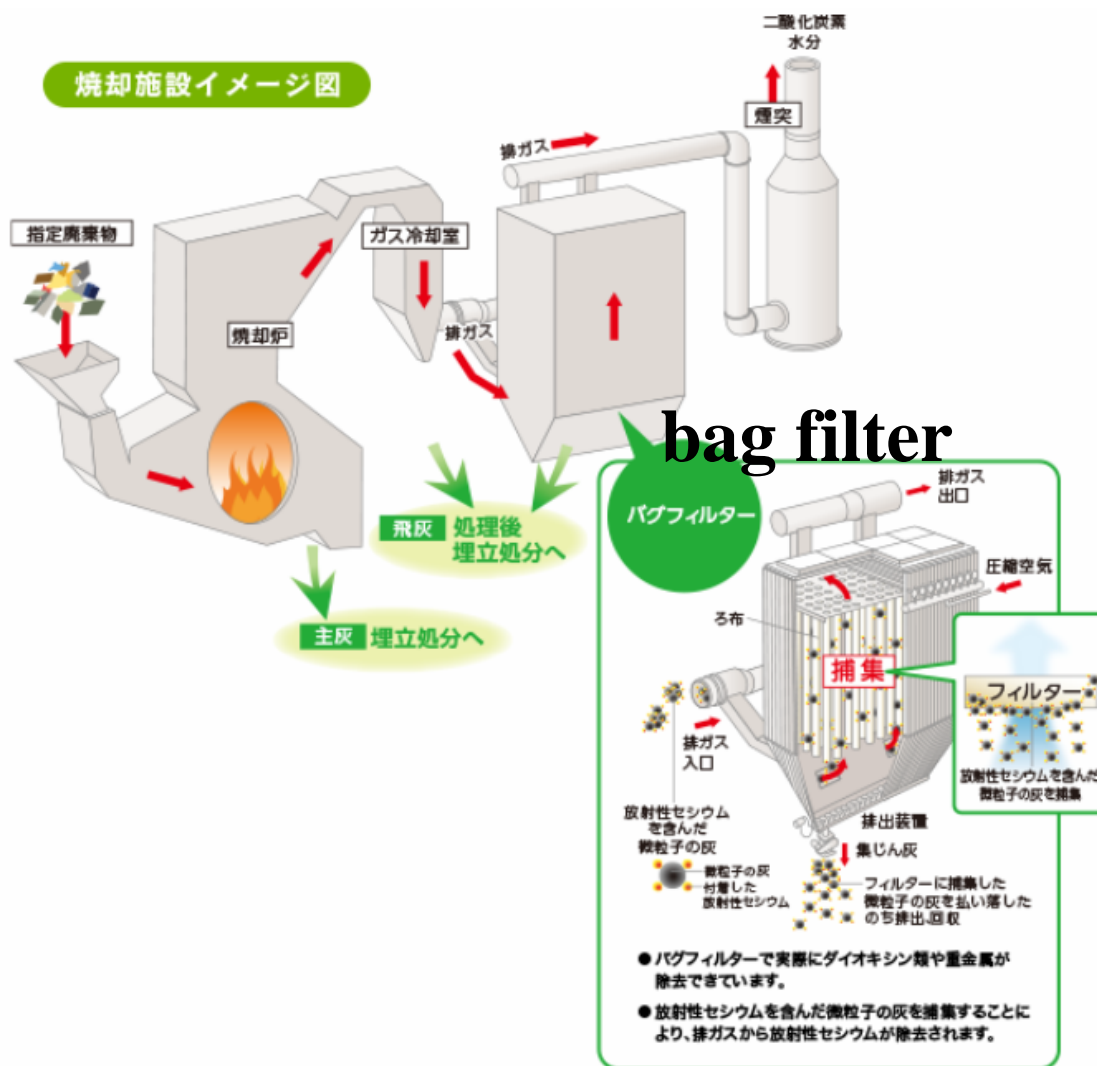 二酸化炭素
水分
焼却施設イメージ図
煙突
排ガス
指定廃棄物
ガス冷却室
焼却炉
排ガス
bag filter
バグフィルター
排ガス
出口
飛灰 処理後
埋立処分へ
圧縮空気
ろ布
主灰 埋立処分へ
捕集
フィルター
排ガス
入口
放射性セシウムを含んだ
微粒子の灰を捕集
放射性セシウム
を含んだ
微粒子の灰
排出装置
集じん灰
微粒子の灰
付着した
放射性セシウム
フィルターに捕集した
微粒子の灰を払い落した
のち排出、回収
● バグフィルターで実際にダイオキシン類や重金属が
除去できています。
● 放射性セシウムを含んだ微粒子の灰を捕集することに
より、排ガスから放射性セシウムが除去されます。